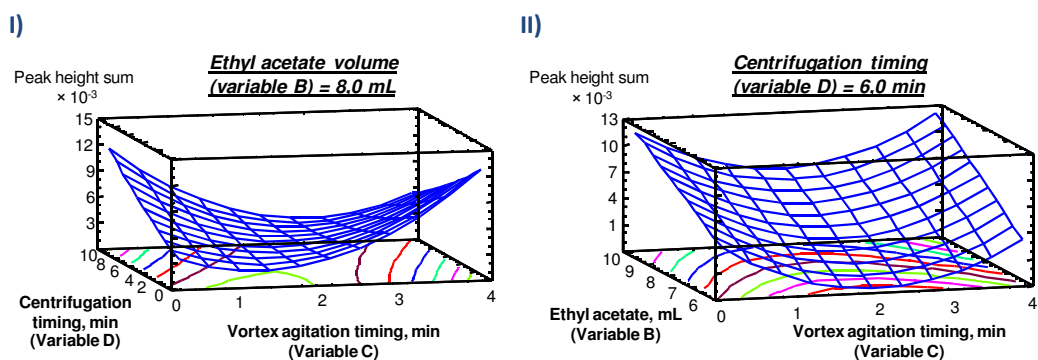 I)
Ethyl acetate volume
(variable B) = 8.0 mL
Peak height sum
× 10-3
15
12
9
6
3
10
8
6
4
2
0
0
1
2
3
4
Centrifugation
timing, min
(Variable D)
Vortex agitation timing, min
(Variable C)
II)
Centrifugation timing
(variable D) = 6.0 min
Peak height sum
× 10-3
13
10
7
4
1
10
9
8
7
6
0
1
2
3
4
Ethyl acetate, mL
(Variable B)
Vortex agitation timing, min
(Variable C)